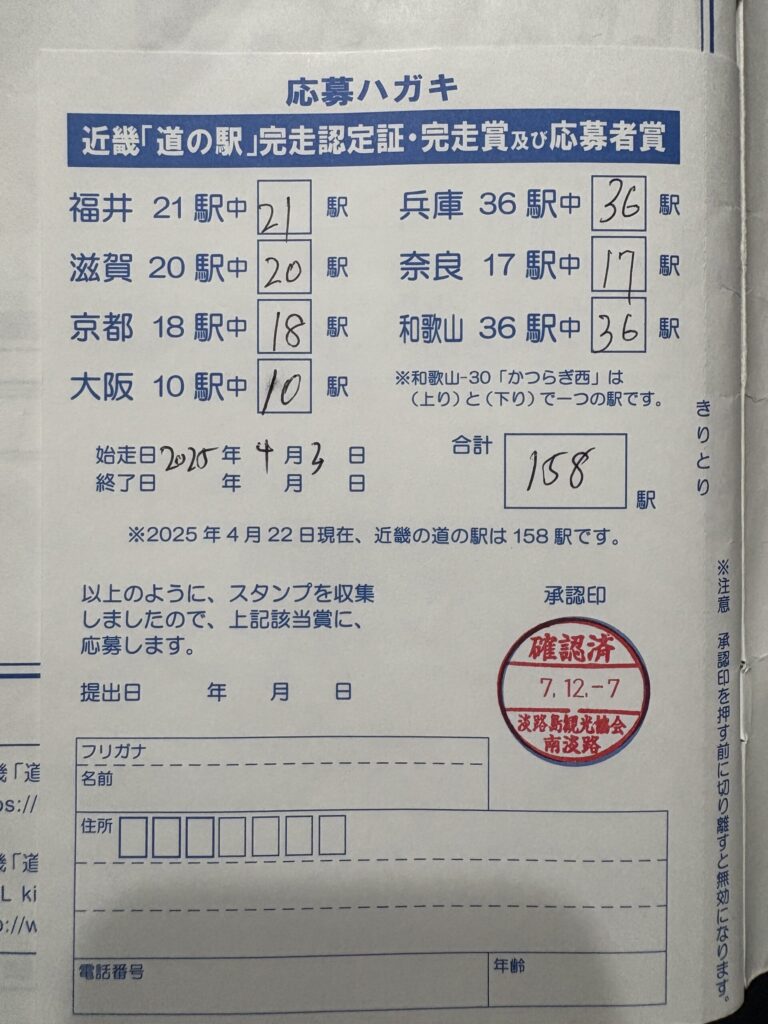 応募ハガキ
近畿「道の駅」完走認定証・完走賞及び応募者賞
福井 21駅中 21 駅
兵庫 36駅中 36 駅
滋賀 20駅中 20 駅
奈良 17駅中 17 駅
京都 18駅中 18 駅
和歌山 36駅中 36 駅
大阪 10駅中 10 駅
※和歌山-30「かつらぎ西」は
（上り）と（下り）で一つの駅です。
始走日 2025 年 4 月 3 日
終了日 年 月 日
合計 158 駅
※2025年4月22日現在、近畿の道の駅は158駅です。
以上のように、スタンプを収集
しましたので、上記該当賞に、
応募します。
提出日 年 月 日
承認印
確認済
7.12.-7
淡路島観光協会
南淡路
フリガナ
名前
住所
電話番号
年齢
きりとり
※注意 承認印を押す前に切り離すと無効になります。